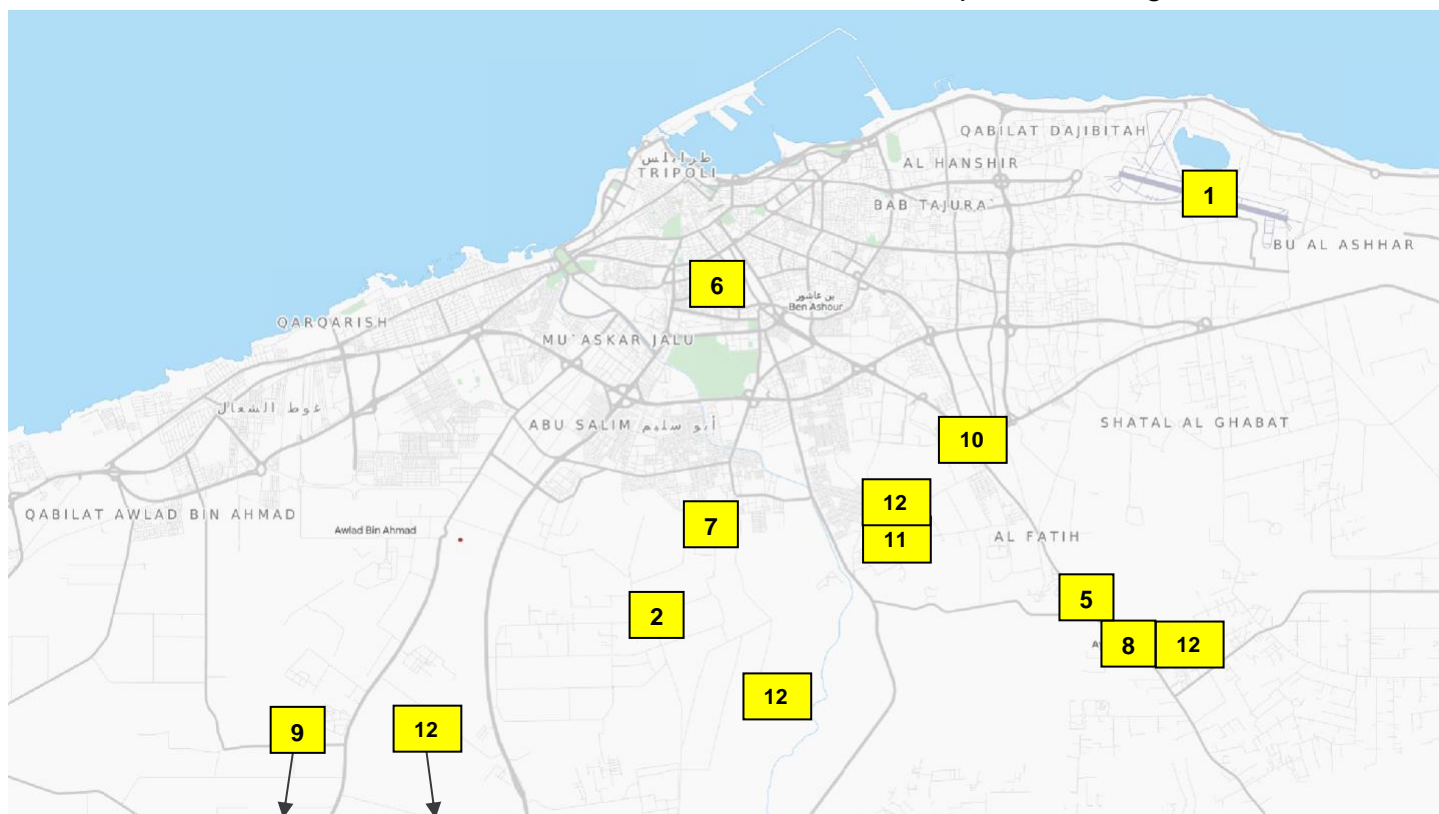 QABILAT DAJIBITAH
طرابلس
TRIPOLI
AL HANSHIR
1
BAB TAJURA`
BU AL ASHHAR
6
بن عاشور
Ben Ashour
QARQARISH
MU`ASKAR JALU
غوط الشعال
ABU SALIM أبو سليم
SHATAL AL GHABAT
10
12
QABILAT AWLAD BIN AHMAD
Awlad Bin Ahmad
7
11
AL FATIH
5
2
8
12
12
9
12